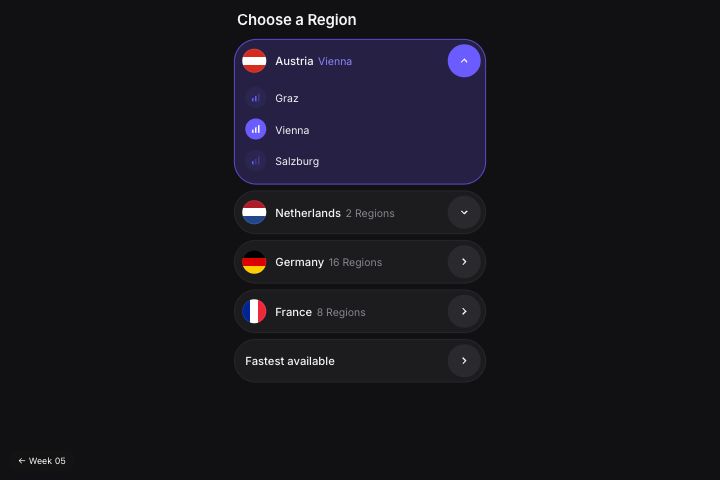 Choose a Region
Austria Vienna
Graz
Vienna
Salzburg
Netherlands 2 Regions
Germany 16 Regions
France 8 Regions
Fastest available
← Week 05